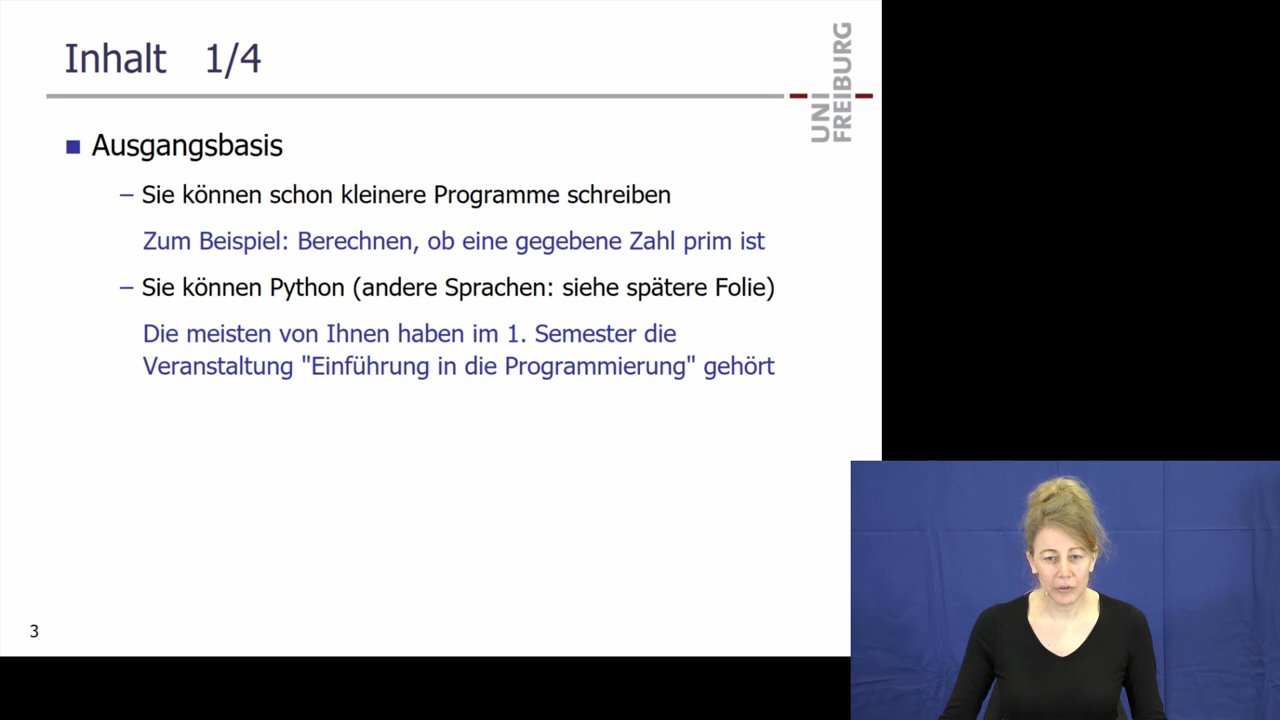 Inhalt 1/4
UNI
FREIBURG
Ausgangsbasis
– Sie können schon kleinere Programme schreiben
Zum Beispiel: Berechnen, ob eine gegebene Zahl prim ist
– Sie können Python (andere Sprachen: siehe spätere Folie)
Die meisten von Ihnen haben im 1. Semester die
Veranstaltung "Einführung in die Programmierung" gehört
3